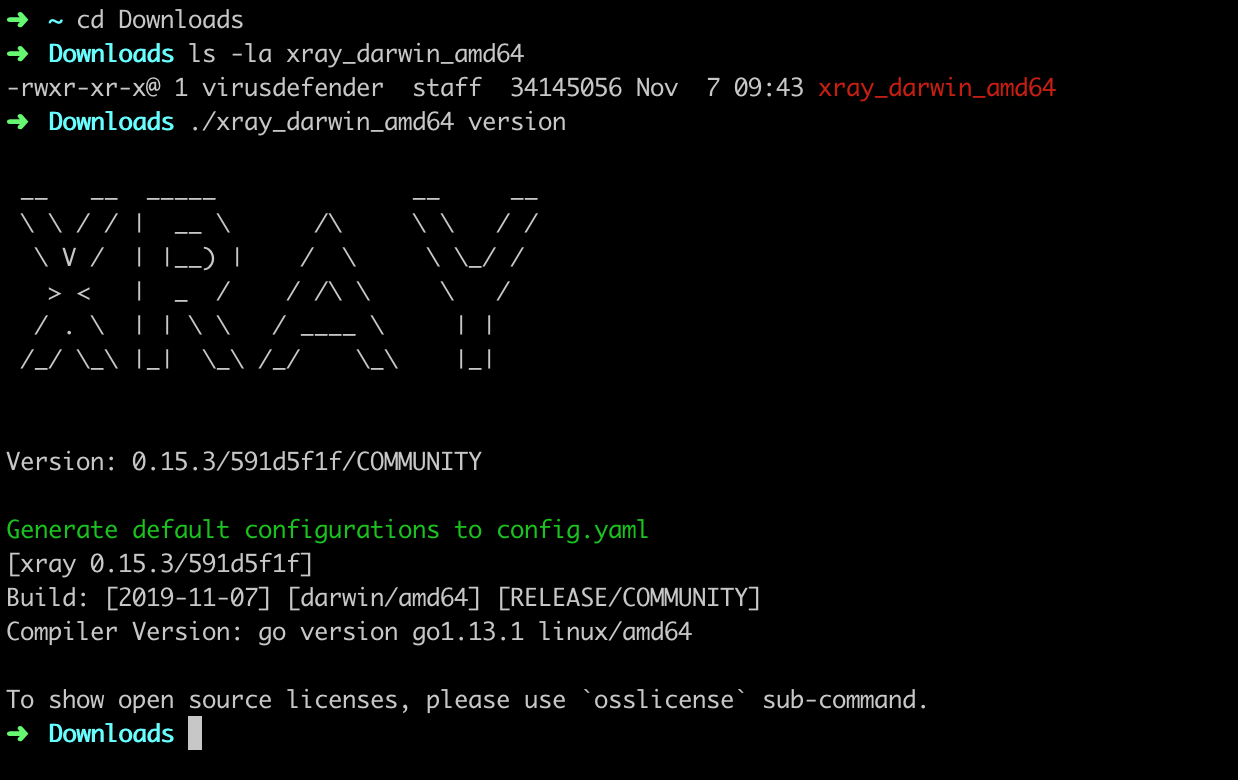 ➜  ~ cd Downloads
➜  Downloads ls -la xray_darwin_amd64
-rwxr-xr-x@ 1 virusdefender  staff  34145056 Nov  7 09:43 xray_darwin_amd64
➜  Downloads ./xray_darwin_amd64 version
 __   __  _____              __     __
 \ \ / / |  __ \      /\     \ \   / /
  \ V /  | |__) |    /  \     \ \_/ /
   > <   |  _  /    / /\ \     \   /
  / . \  | | \ \   / ____ \     | |
 /_/ \_\ |_|  \_\ /_/    \_\    |_|
Version: 0.15.3/591d5f1f/COMMUNITY
Generate default configurations to config.yaml
[xray 0.15.3/591d5f1f]
Build: [2019-11-07] [darwin/amd64] [RELEASE/COMMUNITY]
Compiler Version: go version go1.13.1 linux/amd64
To show open source licenses, please use `osslicense` sub-command.
➜  Downloads